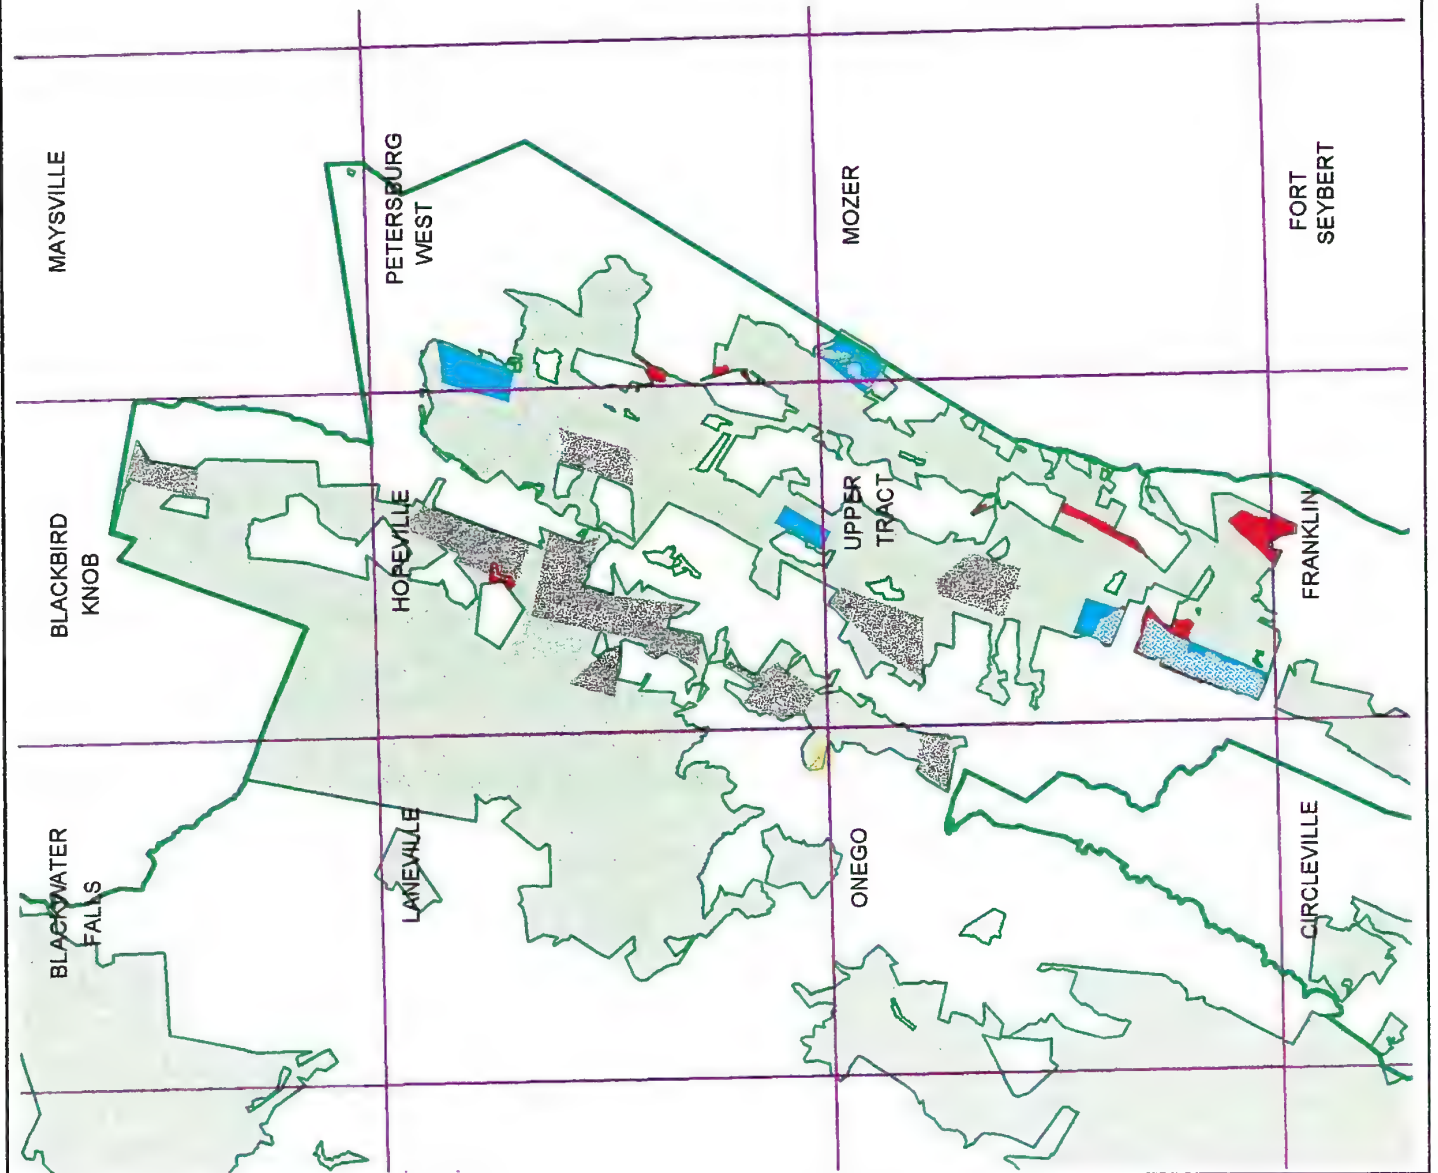 MAYSVILLE
PETERSBURG
WEST
MOZER
FORT
SEYBERT
BLACKBIRD
KNOB
HOPEVILLE
UPPER
TRACT
FRANKLIN
BLACKWATER
FALLS
LANEVILLE
ONEGO
CIRCLEVILLE